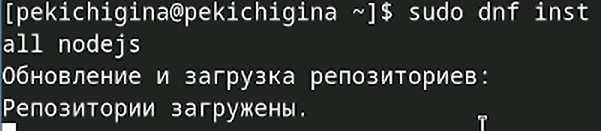 [pekichigina@pekichigina ~]$ sudo dnf inst
all nodejs
Обновление и загрузка репозиториев:
Репозитории загружены.